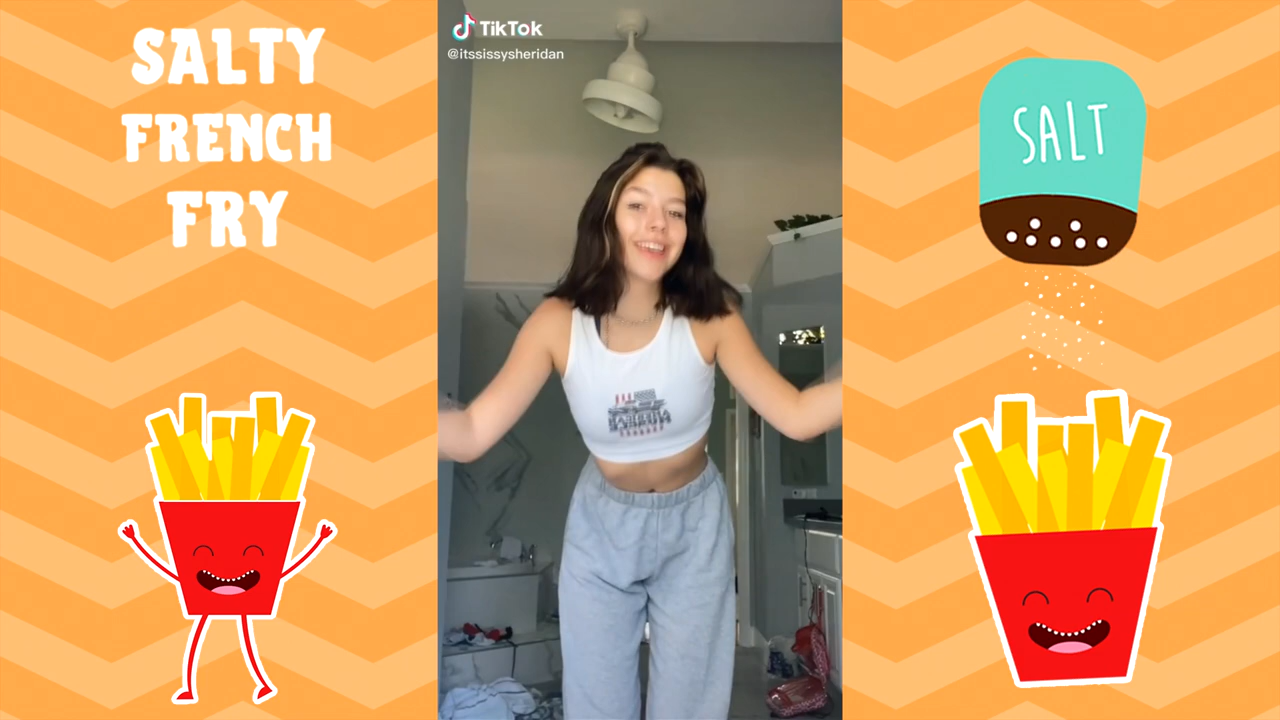 SALTY
FRENCH
FRY
TikTok
@itssissysheridan
SALT